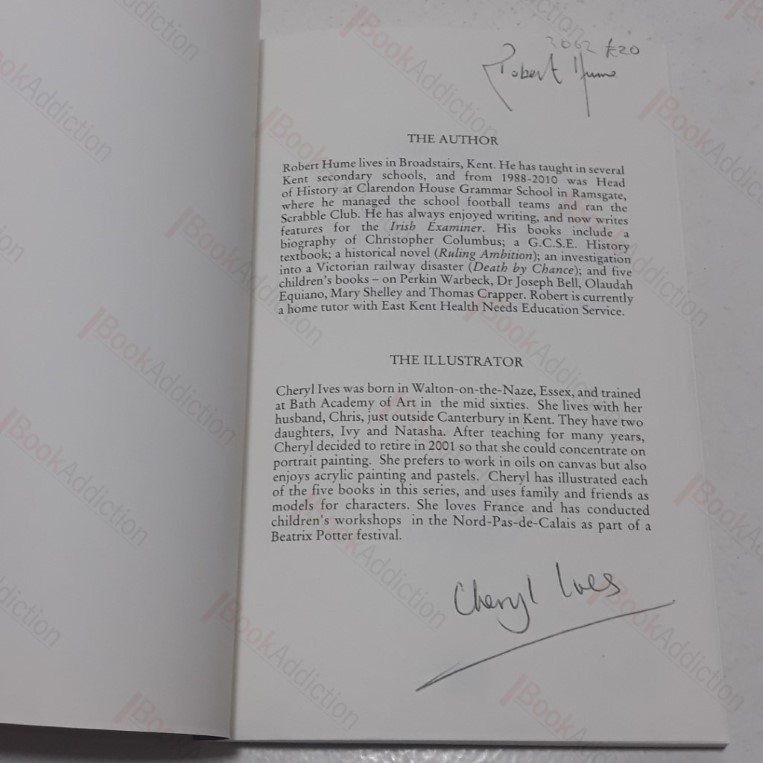 3062 £20
Robert Hume
THE AUTHOR
Robert Hume lives in Broadstairs, Kent. He has taught in several
Kent secondary schools, and from 1988-2010 was Head
of History at Clarendon House Grammar School in Ramsgate,
where he managed the school football teams and ran the
Scrabble Club. He has always enjoyed writing, and now writes
features for the Irish Examiner. His books include a
biography of Christopher Columbus; a G.C.S.E. History
textbook; a historical novel (Ruling Ambition); an investigation
into a Victorian railway disaster (Death by Chance); and five
children's books – on Perkin Warbeck, Dr Joseph Bell, Olaudah
Equiano, Mary Shelley and Thomas Crapper. Robert is currently
a home tutor with East Kent Health Needs Education Service.
THE ILLUSTRATOR
Cheryl Ives was born in Walton-on-the-Naze, Essex, and trained
at Bath Academy of Art in the mid sixties. She lives with her
husband, Chris, just outside Canterbury in Kent. They have two
daughters, Ivy and Natasha. After teaching for many years,
Cheryl decided to retire in 2001 so that she could concentrate on
portrait painting. She prefers to work in oils on canvas but also
enjoys acrylic painting and pastels. Cheryl has illustrated each
of the five books in this series, and uses family and friends as
models for characters. She loves France and has conducted
children's workshops in the Nord-Pas-de-Calais as part of a
Beatrix Potter festival.
Cheryl Ives
BookAddiction